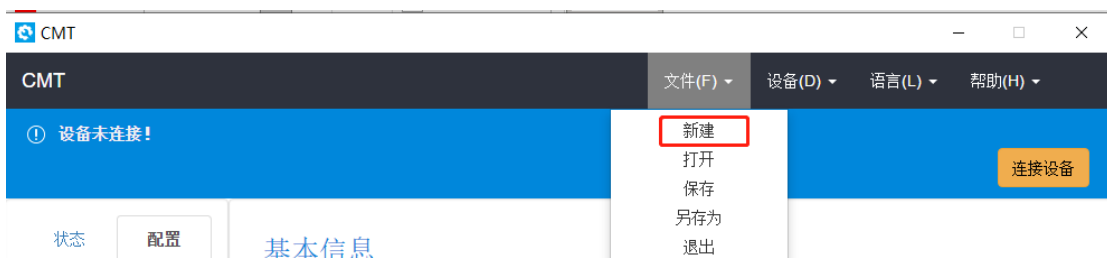 CMT
CMT 文件(F) 设备(D) 语言(L) 帮助(H)
设备未连接!
新建
打开
连接设备
保存
另存为
状态 配置 基本信息
退出